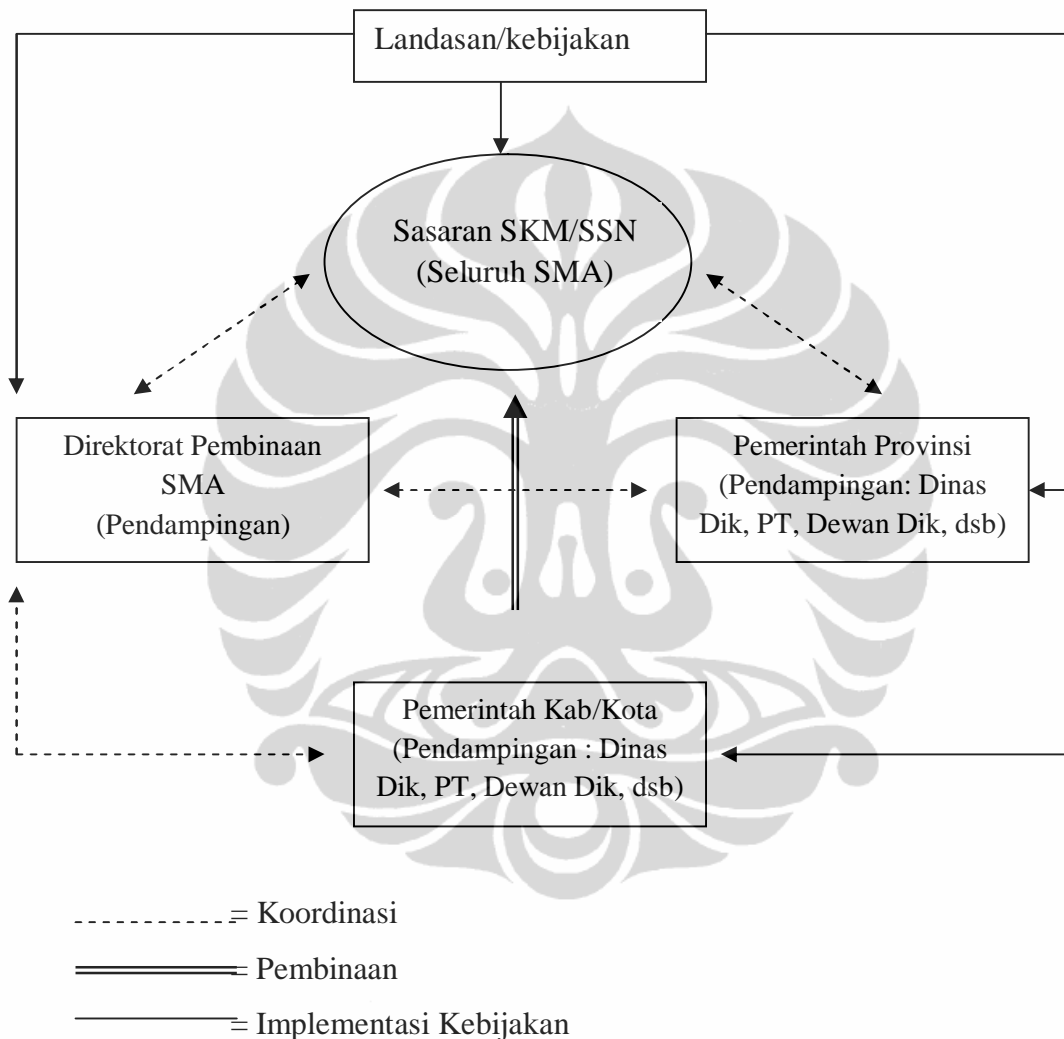 Landasan/kebijakan
Sasaran SKM/SSN
(Seluruh SMA)
Direktorat Pembinaan
SMA
(Pendampingan)
Pemerintah Provinsi
(Pendampingan: Dinas
Dik, PT, Dewan Dik, dsb)
Pemerintah Kab/Kota
(Pendampingan : Dinas
Dik, PT, Dewan Dik, dsb)
= Koordinasi
= Pembinaan
= Implementasi Kebijakan